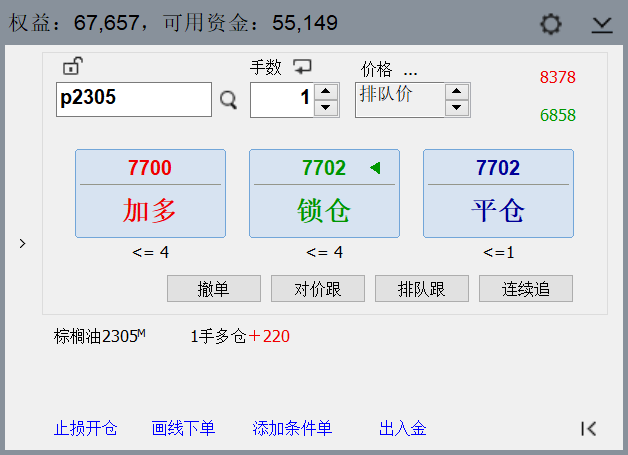 权益：67,657，可用资金：55,149
手数
价格 ...
p2305
1
排队价
8378
6858
7700
7702
7702
加多
锁仓
平仓
<= 4
<= 4
<=1
撤单
对价跟
排队跟
连续追
棕榈油2305M
1手多仓＋220
止损开仓
画线下单
添加条件单
出入金